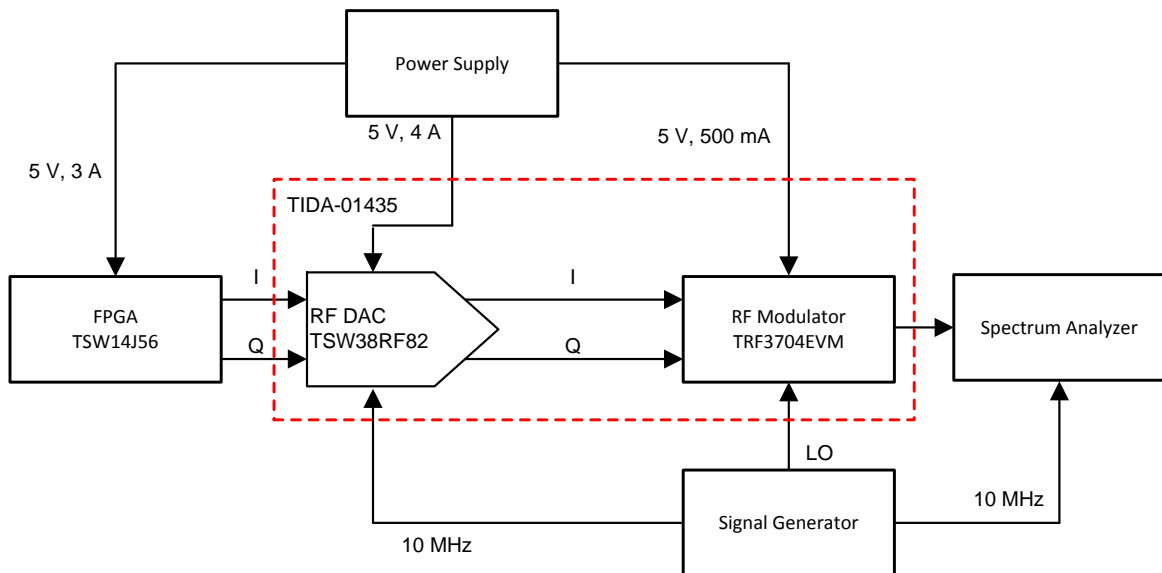 Power Supply
5 V, 4 A
5 V, 500 mA
5 V, 3 A
TIDA-01435
I
I
FPGA
TSW14J56
RF DAC
TSW38RF82
RF Modulator
TRF3704EVM
Spectrum Analyzer
Q
Q
LO
10 MHz
Signal Generator
10 MHz